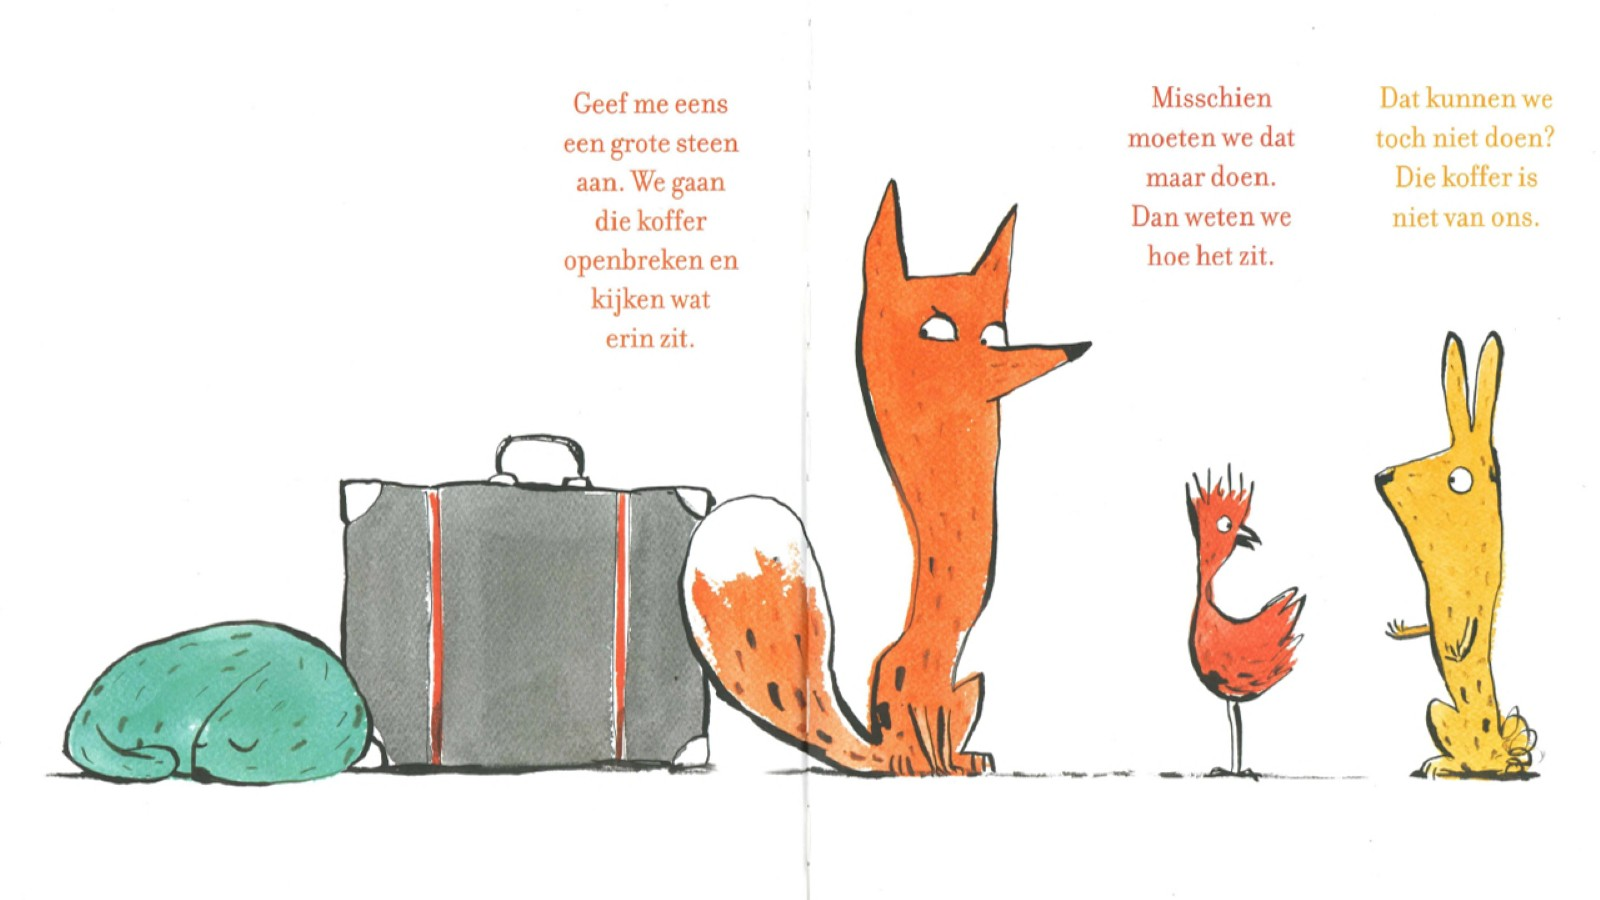 Geef me eens
een grote steen
aan. We gaan
die koffer
openbreken en
kijken wat
erin zit.
Misschien
moeten we dat
maar doen.
Dan weten we
hoe het zit.
Dat kunnen we
toch niet doen?
Die koffer is
niet van ons.